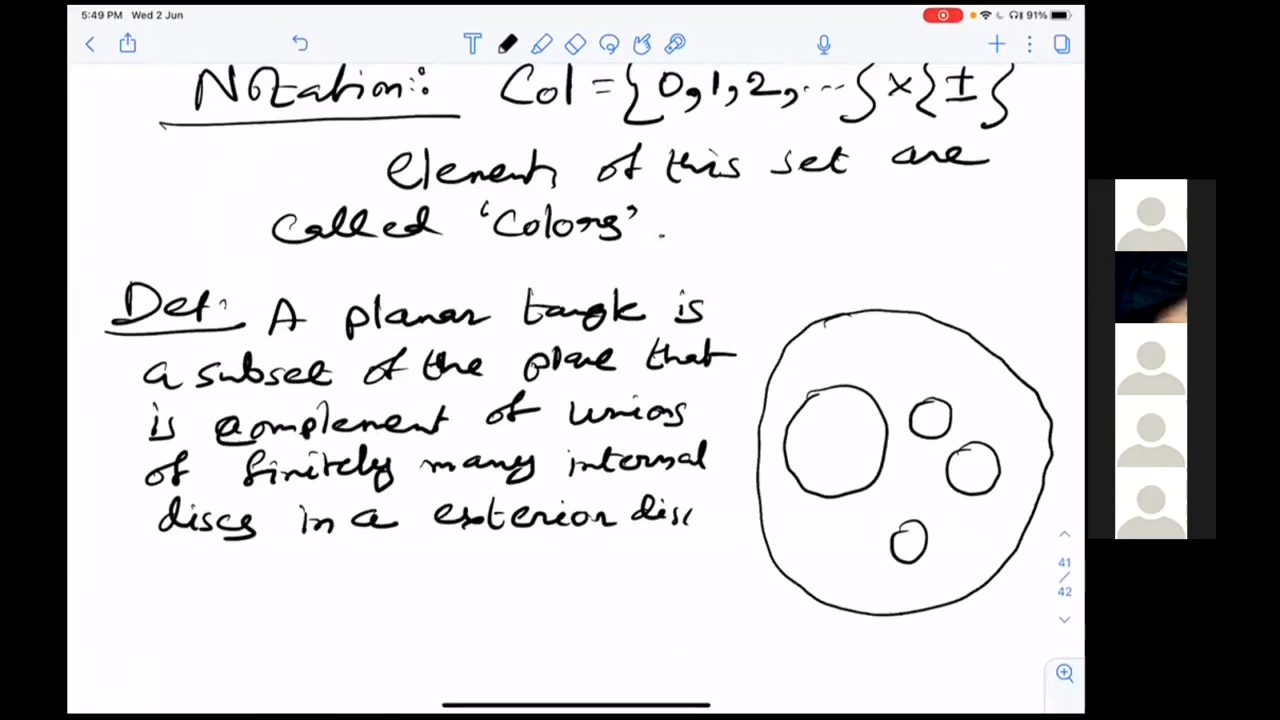 5:49 PM Wed 2 Jun
91%
T
Notation: Col = {0, 1, 2, ...} × {±}
Elements of this set are
called 'Colors'.
Def: A planar tangle is
a subset of the plane that
is complement of unions
of finitely many internal
discs in a exterior disc
41
/
42